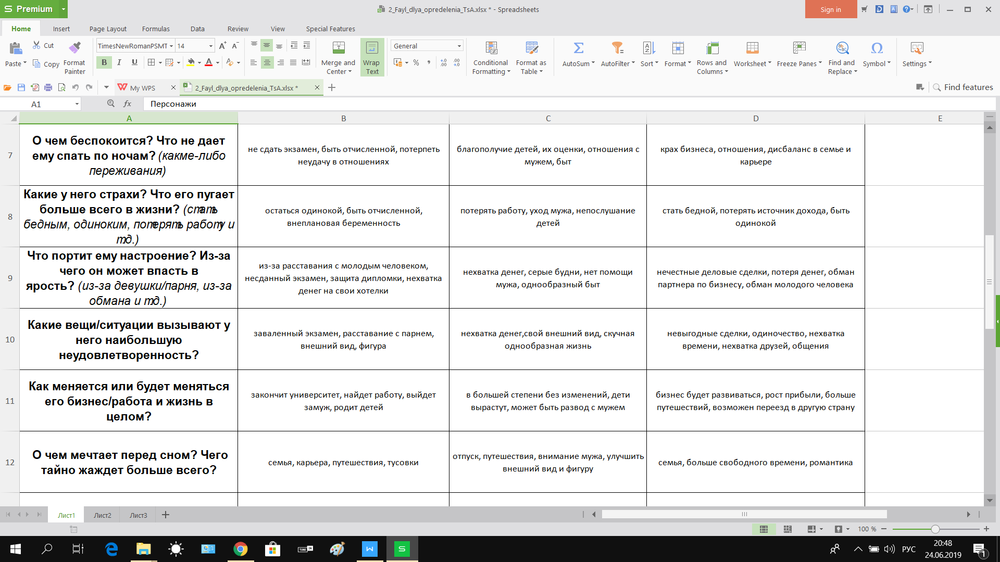 Premium
2_Fayl_dlya_opredelenia_TsA.xlsx * - Spreadsheets
Sign in
Home Insert Page Layout Formulas Data Review View Special Features
Cut
TimesNewRomanPSMT 14
General
Paste Copy Format Painter
B I U A
Merge and Center
Wrap Text
Conditional Formatting
Format as Table
AutoSum AutoFilter Sort Format Rows and Columns Worksheet Freeze Panes Find and Replace Symbol Settings
My WPS
2_Fayl_dlya_opredelenia_TsA.xlsx *
Find features
A1
fx
Персонажи
A B C D E
7
О чем беспокоится? Что не дает
ему спать по ночам? (какме-либо
переживания)
не сдать экзамен, быть отчисленной, потерпеть
неудачу в отношениях
благополучие детей, их оценки, отношения с
мужем, быт
крах бизнеса, отношения, дисбаланс в семье и
карьере
8
Какие у него страхи? Что его пугает
больше всего в жизни? (стать
бедным, одиноким, потерять работу и
т.д.)
остаться одинокой, быть отчисленной,
внеплановая беременность
потерять работу, уход мужа, непослушание
детей
стать бедной, потерять источник дохода, быть
одинокой
9
Что портит ему настроение? Из-за
чего он может впасть в
ярость? (из-за девушки/парня, из-за
обмана и т.д.)
из-за расставания с молодым человеком,
несданный экзамен, защита дипломки, нехватка
денег на свои хотелки
нехватка денег, серые будни, нет помощи
мужа, однообразный быт
нечестные деловые сделки, потеря денег, обман
партнера по бизнесу, обман молодого человека
10
Какие вещи/ситуации вызывают у
него наибольшую
неудовлетворенность?
заваленный экзамен, расставание с парнем,
внешний вид, фигура
нехватка денег,свой внешний вид, скучная
однообразная жизнь
невыгодные сделки, одиночество, нехватка
времени, нехватка друзей, общения
11
Как меняется или будет меняться
его бизнес/работа и жизнь в
целом?
закончит университет, найдет работу, выйдет
замуж, родит детей
в большей степени без изменений, дети
вырастут, может быть развод с мужем
бизнес будет развиваться, рост прибыли, больше
путешествий, возможен переезд в другую страну
12
О чем мечтает перед сном? Чего
тайно жаждет больше всего?
семья, карьера, путешествия, тусовки
отпуск, путешествия, внимание мужа, улучшить
внешний вид и фигуру
семья, больше свободного времени, романтика
Лист1 Лист2 Лист3
100 %
РУС
20:48
24.06.2019
1